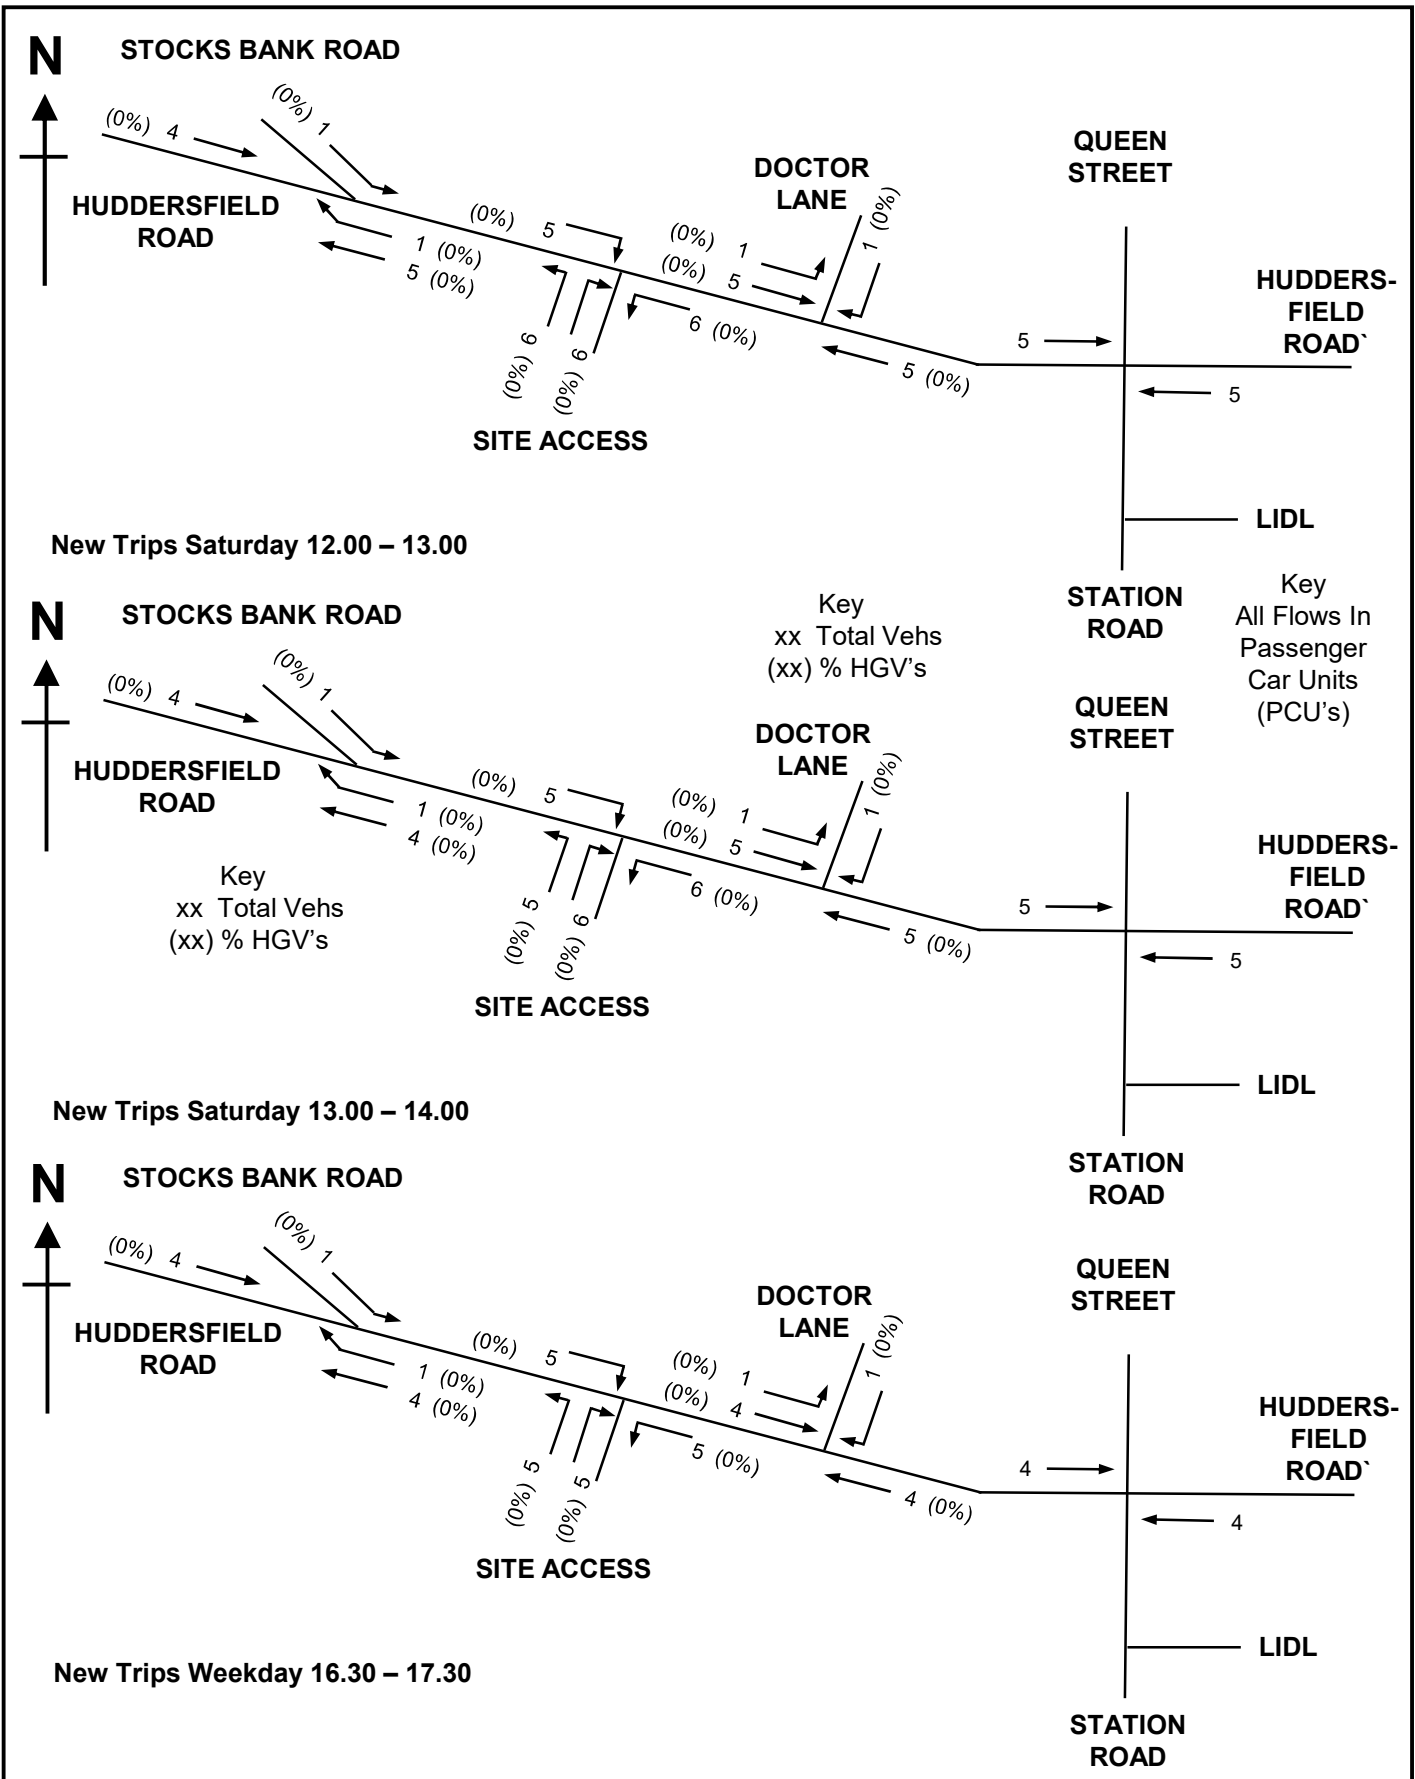 N
STOCKS BANK ROAD
(0%) 4
(0%) 1
HUDDERSFIELD
ROAD
1 (0%)
5 (0%)
(0%) 5
(0%) 6
(0%) 6
SITE ACCESS
6 (0%)
(0%) 1
(0%) 5
DOCTOR
LANE
1 (0%)
5 (0%)
QUEEN
STREET
5
5
HUDDERS-
FIELD
ROAD`
LIDL
STATION
ROAD
New Trips Saturday 12.00 – 13.00
Key
xx Total Vehs
(xx) % HGV's
Key
All Flows In
Passenger
Car Units
(PCU's)
N
STOCKS BANK ROAD
(0%) 4
(0%) 1
HUDDERSFIELD
ROAD
1 (0%)
4 (0%)
Key
xx Total Vehs
(xx) % HGV's
(0%) 5
(0%) 5
(0%) 6
SITE ACCESS
6 (0%)
(0%) 1
(0%) 5
DOCTOR
LANE
1 (0%)
5 (0%)
QUEEN
STREET
5
5
HUDDERS-
FIELD
ROAD`
LIDL
STATION
ROAD
New Trips Saturday 13.00 – 14.00
N
STOCKS BANK ROAD
(0%) 4
(0%) 1
HUDDERSFIELD
ROAD
1 (0%)
4 (0%)
(0%) 5
(0%) 5
(0%) 5
SITE ACCESS
5 (0%)
(0%) 1
(0%) 4
DOCTOR
LANE
1 (0%)
4 (0%)
QUEEN
STREET
4
4
HUDDERS-
FIELD
ROAD`
LIDL
STATION
ROAD
New Trips Weekday 16.30 – 17.30